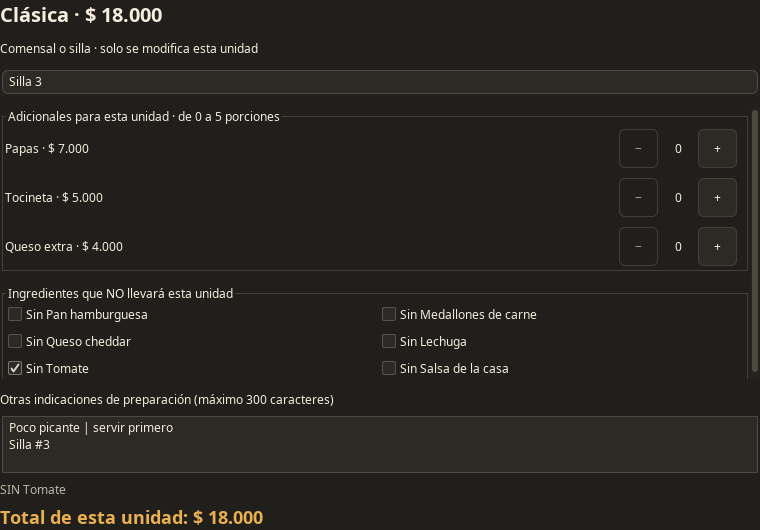 Clásica · $ 18.000
Comensal o silla · solo se modifica esta unidad
Silla 3
Adicionales para esta unidad · de 0 a 5 porciones
Papas · $ 7.000 − 0 +
Tocineta · $ 5.000 − 0 +
Queso extra · $ 4.000 − 0 +
Ingredientes que NO llevará esta unidad
Sin Pan hamburguesa Sin Medallones de carne
Sin Queso cheddar Sin Lechuga
Sin Tomate Sin Salsa de la casa
Otras indicaciones de preparación (máximo 300 caracteres)
Poco picante | servir primero
Silla #3
SIN Tomate
Total de esta unidad: $ 18.000